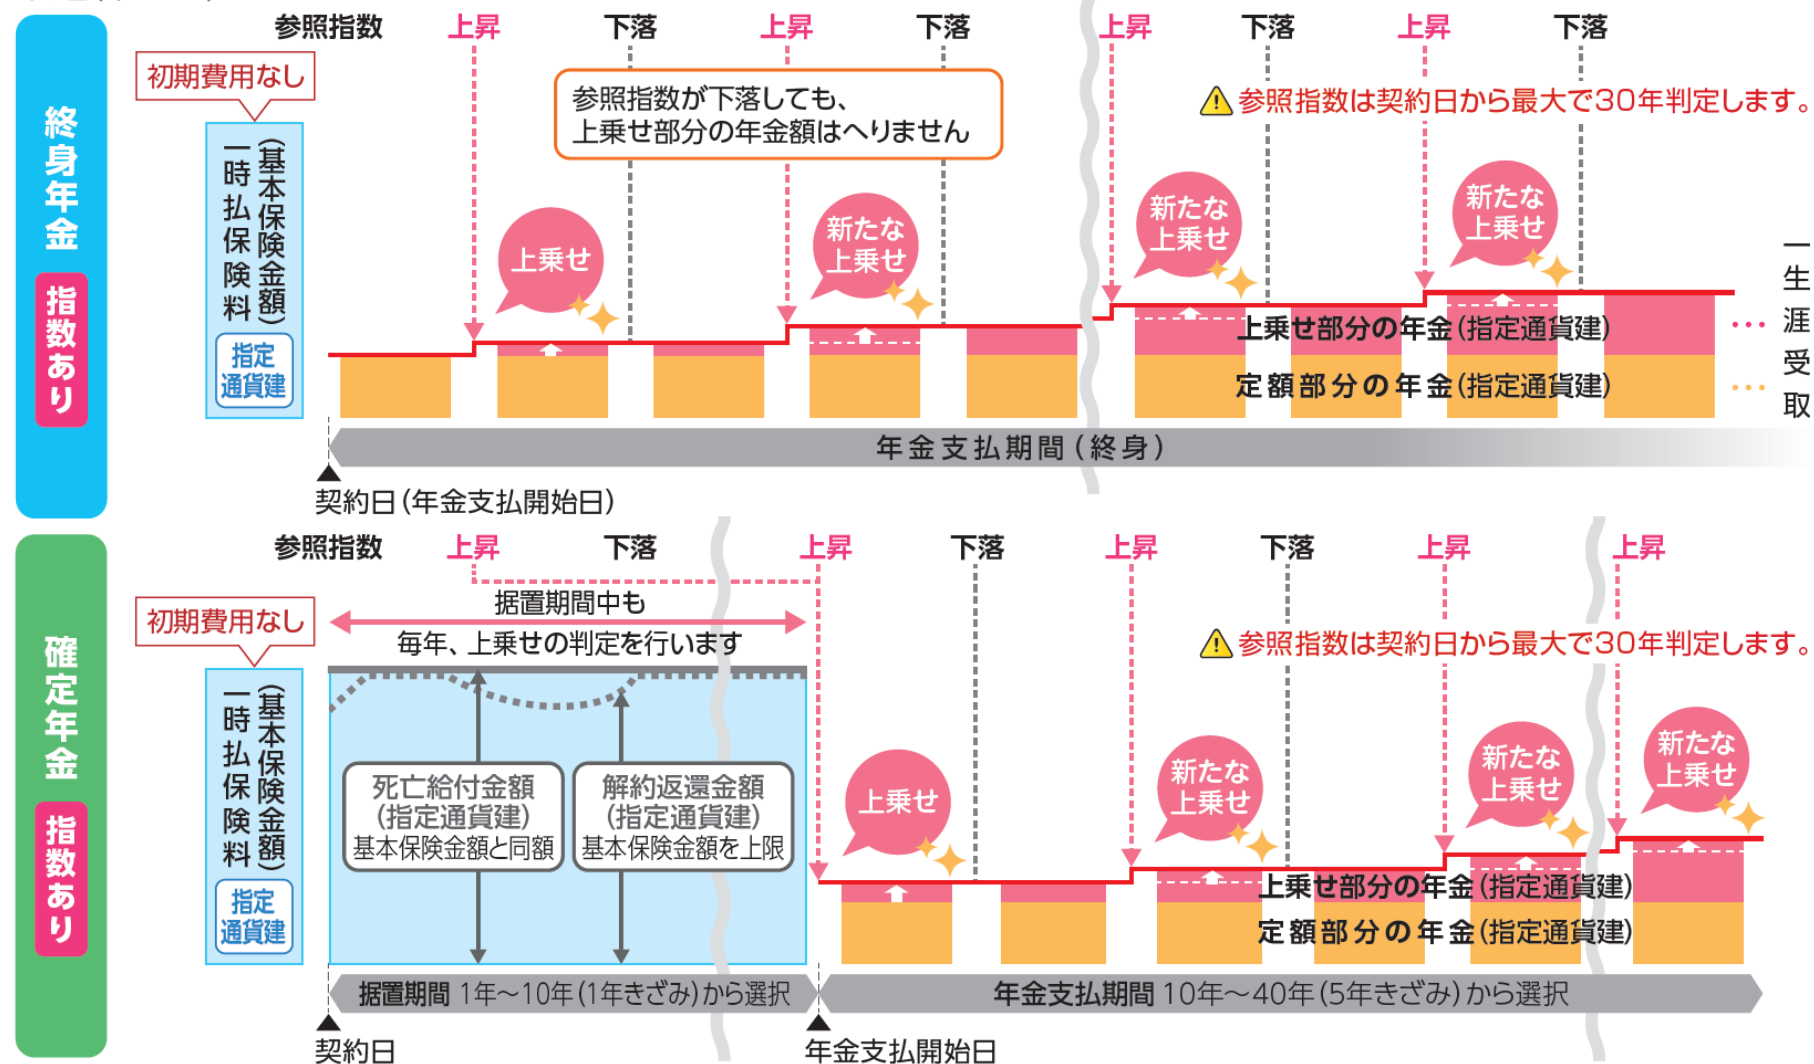 終身年金
指数あり
参照指数
上昇
下落
上昇
下落
上昇
下落
上昇
下落
初期費用なし
参照指数が下落しても、
上乗せ部分の年金額はへりません
参照指数は契約日から最大で30年判定します。
一時払保険料
(基本保険金額)
指定
通貨建
上乗せ
新たな
上乗せ
新たな
上乗せ
新たな
上乗せ
上乗せ部分の年金(指定通貨建)
定額部分の年金(指定通貨建)
一生涯受取
年金支払期間(終身)
契約日(年金支払開始日)
確定年金
指数あり
参照指数
上昇
下落
上昇
下落
上昇
下落
上昇
上昇
初期費用なし
据置期間中も
毎年、上乗せの判定を行います
参照指数は契約日から最大で30年判定します。
一時払保険料
(基本保険金額)
指定
通貨建
死亡給付金額
(指定通貨建)
基本保険金額と同額
解約返還金額
(指定通貨建)
基本保険金額を上限
上乗せ
新たな
上乗せ
新たな
上乗せ
新たな
上乗せ
上乗せ部分の年金(指定通貨建)
定額部分の年金(指定通貨建)
据置期間 1年～10年(1年きざみ)から選択
年金支払期間 10年～40年(5年きざみ)から選択
契約日
年金支払開始日